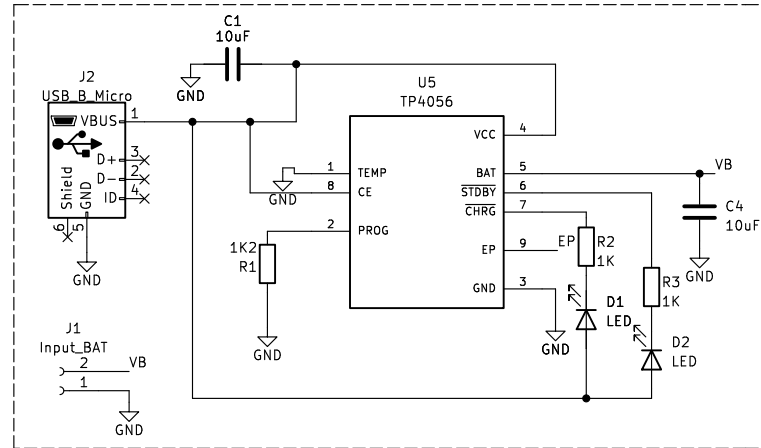 C1
10uF
GND
J2
USB_B_Micro
VBUS 1
D+ 3
D- 2
ID 4
Shield
GND
6
5
GND
U5
TP4056
VCC 4
1 TEMP
BAT 5
VB
8 CE
STDBY 6
GND
CHRG 7
C4
10uF
2 PROG
1K2
R1
EP 9
EP
R2
1K
GND
GND 3
R3
1K
D1
LED
J1
Input_BAT
2 VB
1
GND
GND
GND
D2
LED